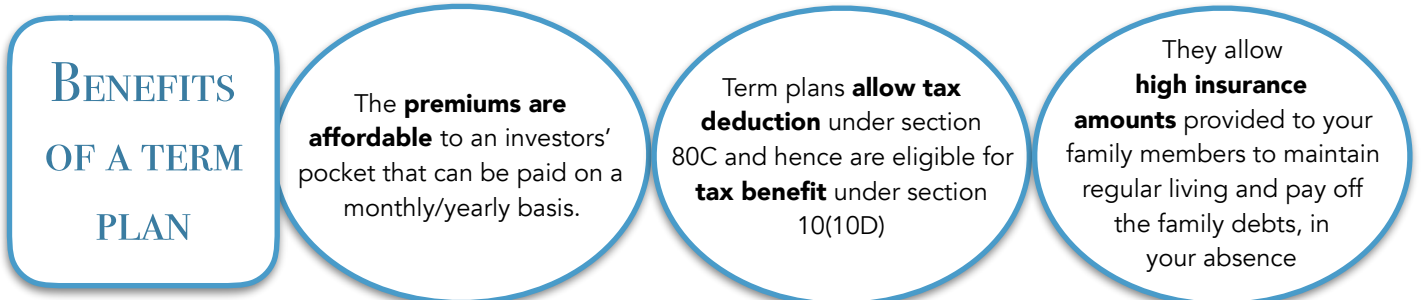 BENEFITS
OF A TERM
PLAN
The premiums are
affordable to an investors’
pocket that can be paid on a
monthly/yearly basis.
Term plans allow tax
deduction under section
80C and hence are eligible for
tax benefit under section
10(10D)
They allow
high insurance
amounts provided to your
family members to maintain
regular living and pay off
the family debts, in
your absence